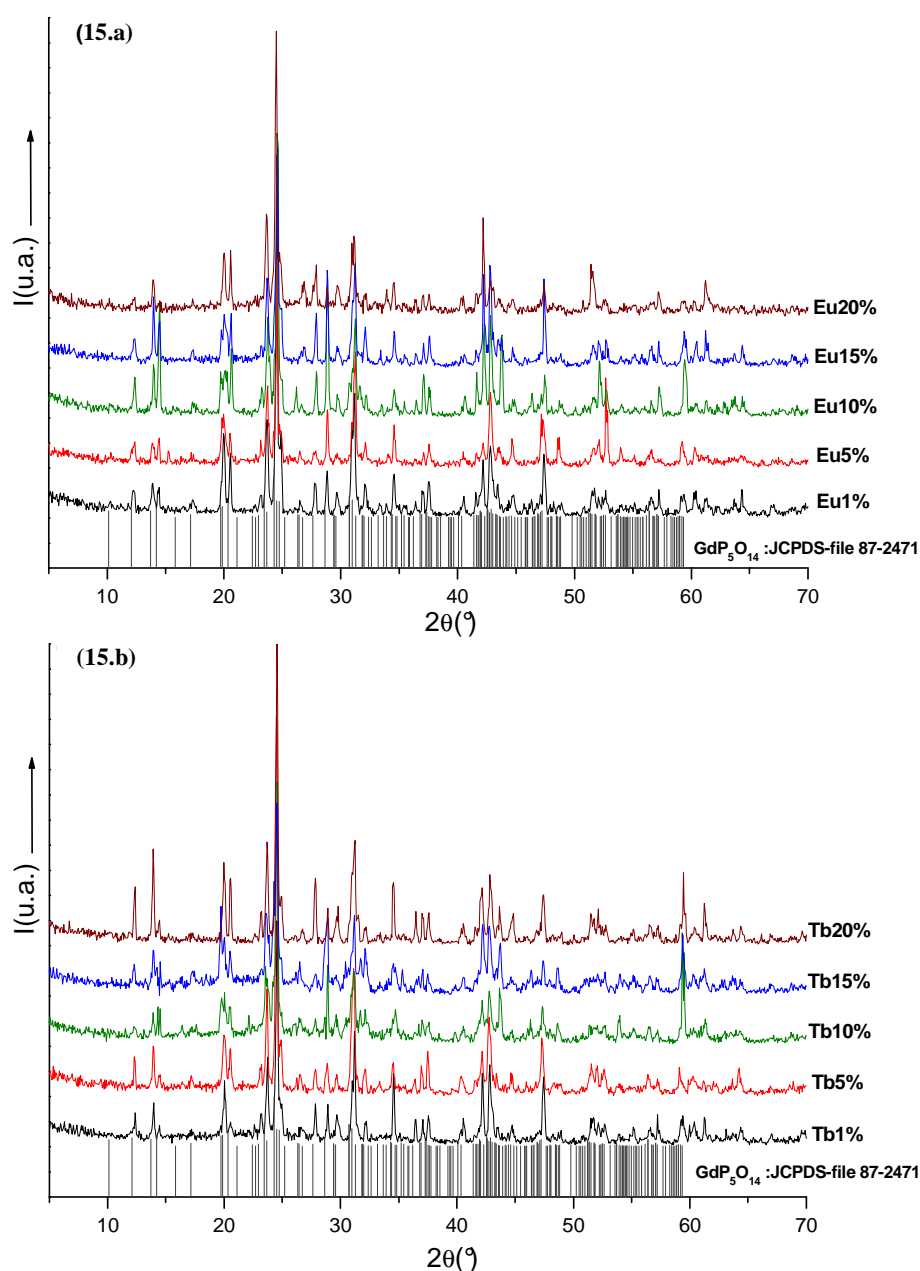 (15.a)
I(u.a.)
Eu20%
Eu15%
Eu10%
Eu5%
Eu1%
GdP₅O₁₄ :JCPDS-file 87-2471
10 20 30 40 50 60 70
2θ(°)
(15.b)
I(u.a.)
Tb20%
Tb15%
Tb10%
Tb5%
Tb1%
GdP₅O₁₄ :JCPDS-file 87-2471
10 20 30 40 50 60 70
2θ(°)